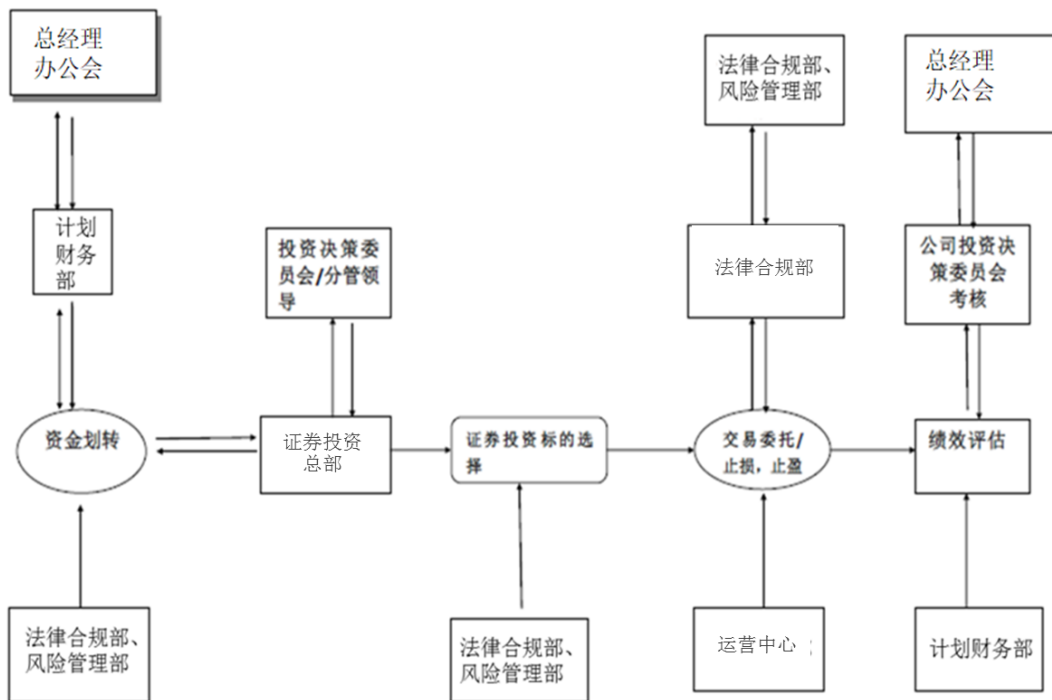 总经理
办公会
计划
财务
部
资金划转
法律合规部、
风险管理部
投资决策委
员会/分管领
导
证券投资
总部
证券投资标的选
择
法律合规部、
风险管理部
法律合规部、
风险管理部
法律合规部
交易委托/
止损，止盈
运营中心
总经理
办公会
公司投资决
策委员会
考核
绩效评估
计划财务部